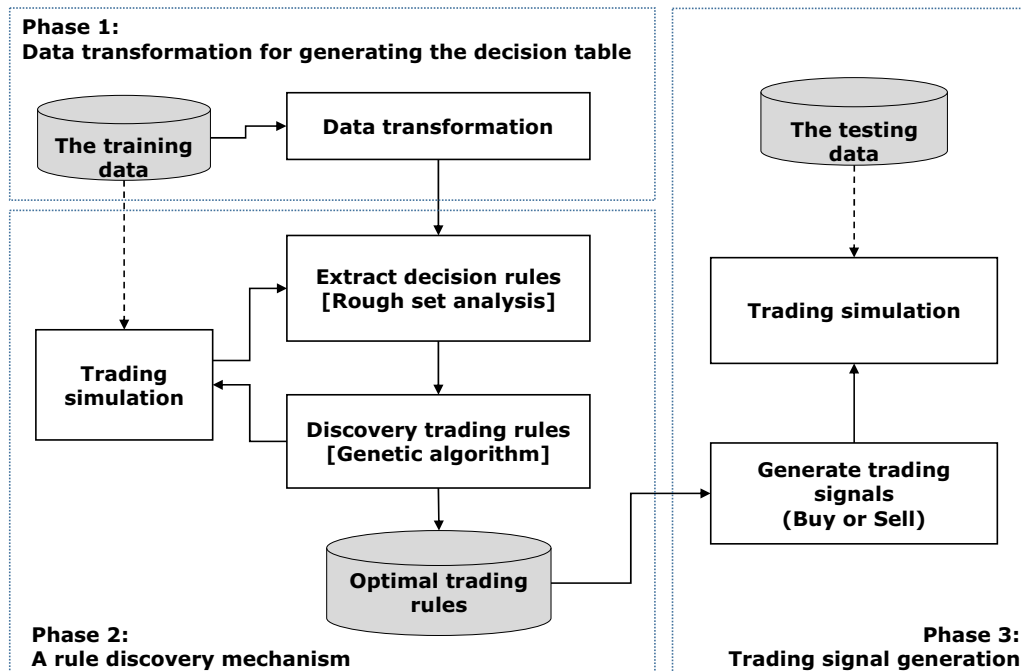 Phase 1:
Data transformation for generating the decision table
The training
data
Data transformation
The testing
data
Extract decision rules
[Rough set analysis]
Trading simulation
Trading
simulation
Discovery trading rules
[Genetic algorithm]
Generate trading
signals
(Buy or Sell)
Optimal trading
rules
Phase 2:
A rule discovery mechanism
Phase 3:
Trading signal generation